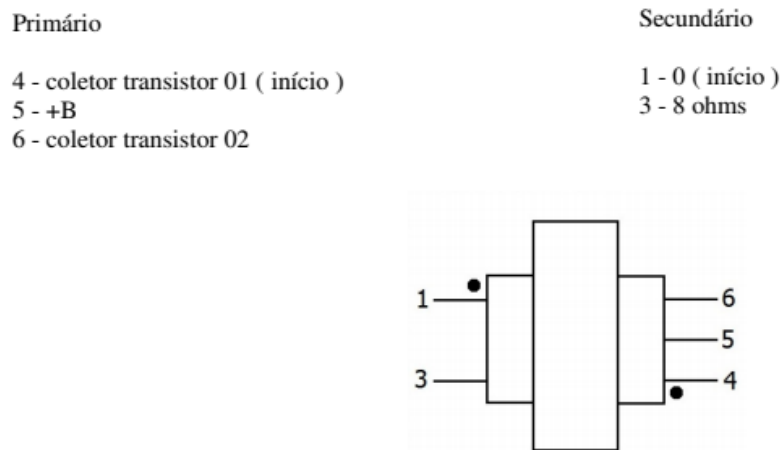 Primário
4 - coletor transistor 01 ( início )
5 - +B
6 - coletor transistor 02
Secundário
1 - 0 ( início )
3 - 8 ohms
1
3
6
5
4